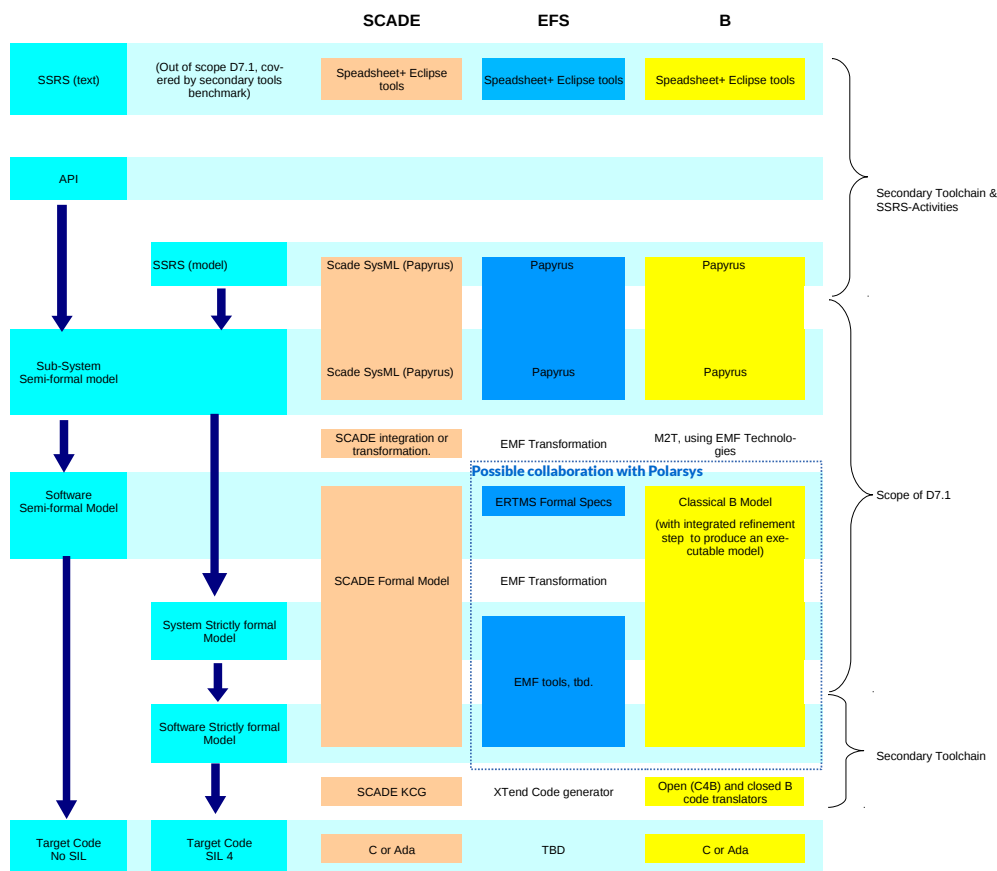 SCADE
EFS
B
SSRS (text)
(Out of scope D7.1, cov-
ered by secondary tools
benchmark)
Speadsheet+ Eclipse
tools
Speadsheet+ Eclipse tools
Speadsheet+ Eclipse tools
API
Secondary Toolchain &
SSRS-Activities
SSRS (model)
Scade SysML (Papyrus)
Papyrus
Papyrus
Sub-System
Semi-formal model
Scade SysML (Papyrus)
Papyrus
Papyrus
SCADE integration or
transformation.
EMF Transformation
M2T, using EMF Technolo-
gies
Possible collaboration with Polarsys
Software
Semi-formal Model
ERTMS Formal Specs
Classical B Model
(with integrated refinement
step to produce an exe-
cutable model)
Scope of D7.1
SCADE Formal Model
EMF Transformation
System Strictly formal
Model
EMF tools, tbd.
Software Strictly formal
Model
Secondary Toolchain
SCADE KCG
XTend Code generator
Open (C4B) and closed B
code translators
Target Code
No SIL
Target Code
SIL 4
C or Ada
TBD
C or Ada